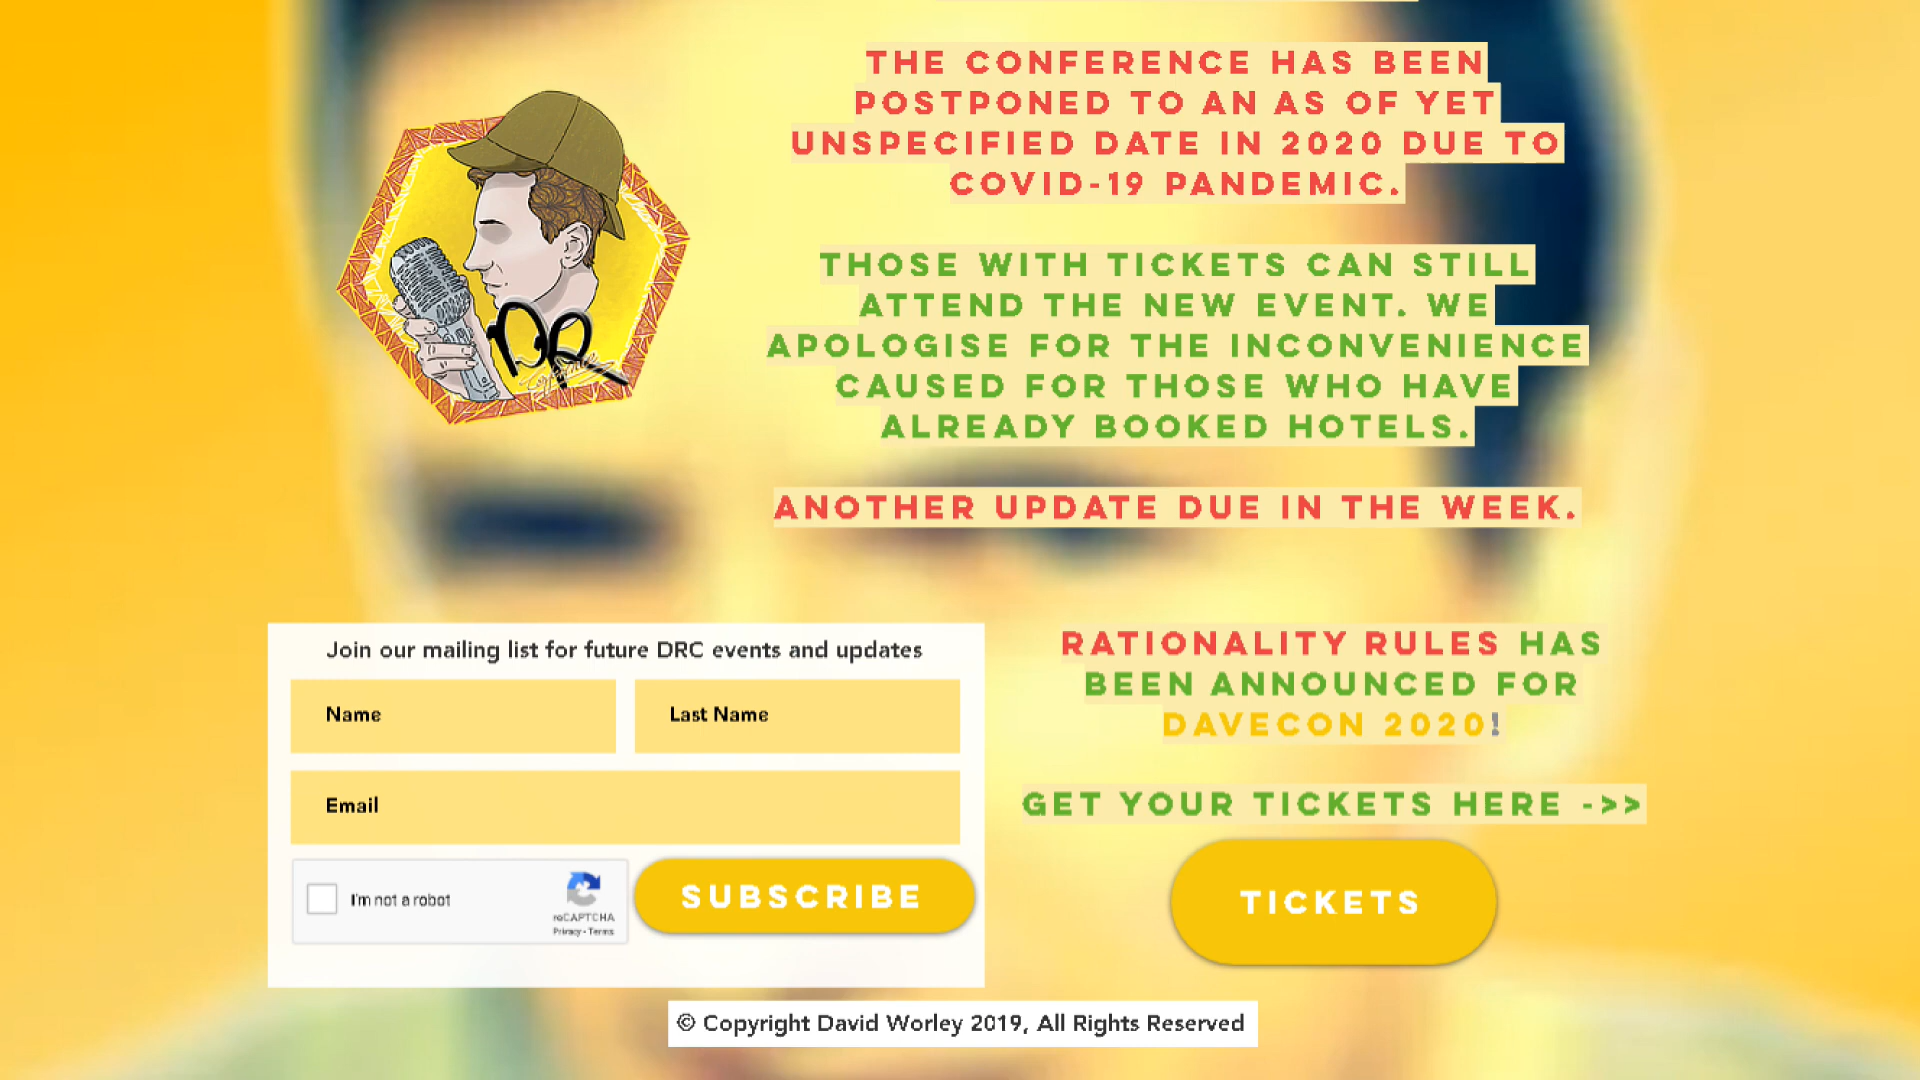 THE CONFERENCE HAS BEEN
POSTPONED TO AN AS OF YET
UNSPECIFIED DATE IN 2020 DUE TO
COVID-19 PANDEMIC.
THOSE WITH TICKETS CAN STILL
ATTEND THE NEW EVENT. WE
APOLOGISE FOR THE INCONVENIENCE
CAUSED FOR THOSE WHO HAVE
ALREADY BOOKED HOTELS.
ANOTHER UPDATE DUE IN THE WEEK.
DR
Join our mailing list for future DRC events and updates
Name
Last Name
Email
I'm not a robot
reCAPTCHA
Privacy - Terms
SUBSCRIBE
RATIONALITY RULES HAS
BEEN ANNOUNCED FOR
DAVECON 2020!
GET YOUR TICKETS HERE ->>
TICKETS
© Copyright David Worley 2019, All Rights Reserved